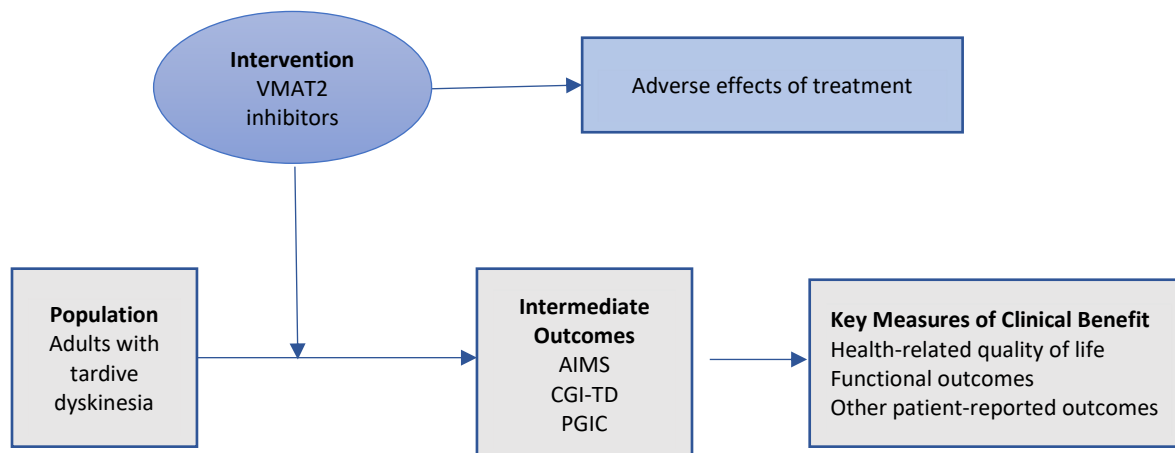 Intervention
VMAT2
inhibitors
Adverse effects of treatment
Population
Adults with
tardive
dyskinesia
Intermediate
Outcomes
AIMS
CGI-TD
PGIC
Key Measures of Clinical Benefit
Health-related quality of life
Functional outcomes
Other patient-reported outcomes